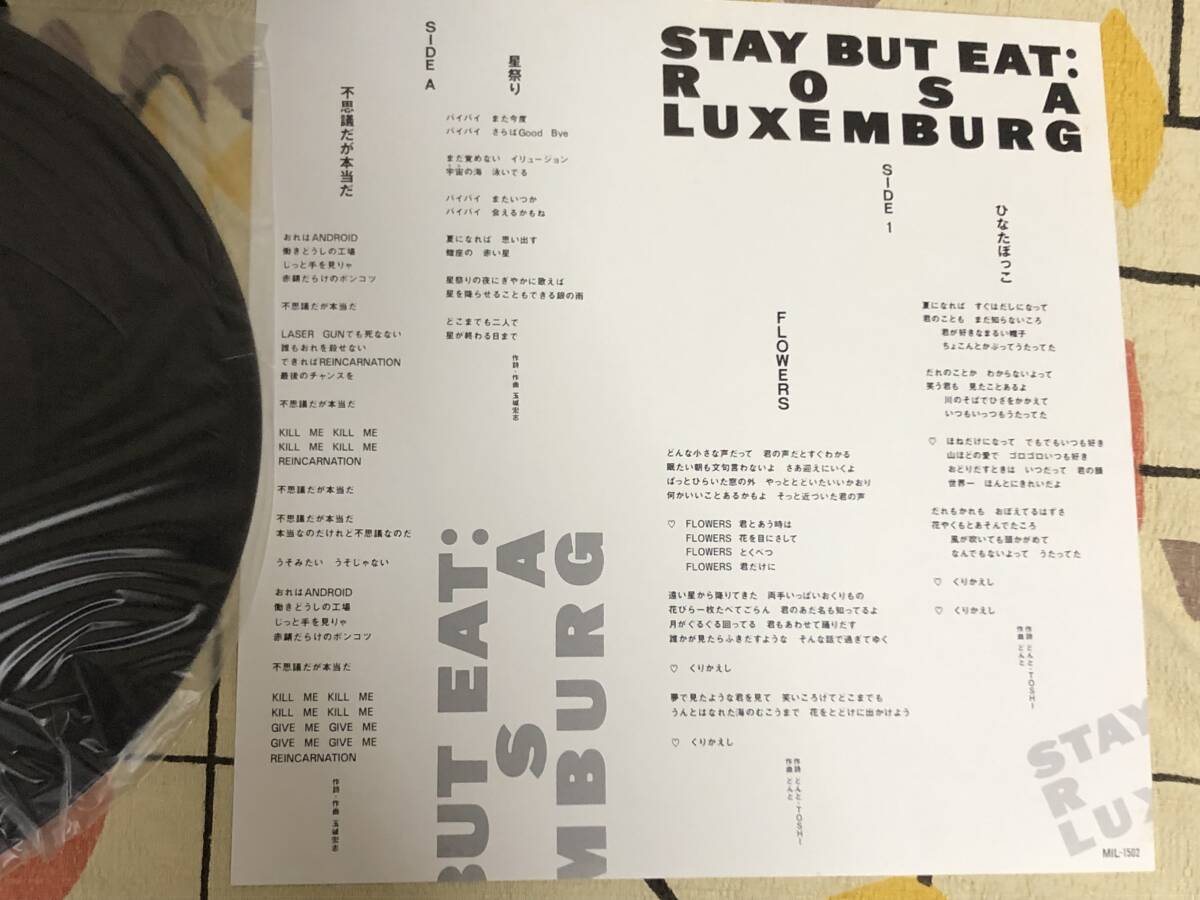 STAY BUT EAT:
ROSA
LUXEMBURG
SIDE 1
ひなたぼっこ
夏になれば すぐはだしになって
君のことも まだ知らないころ
君が好きなまるい帽子
ちょこんとかぶってうたってた
だれのことか わからないよって
笑う君も 見たことあるよ
川のそばでひざをかかえて
いつもいっつもうたってた
♡ ほねだけになって でもでもいつも好き
山ほどの愛で ゴロゴロいつも好き
おどりだすときは いつだって 君の顔
世界一 ほんとにきれいだよ
だれもかれも おぼえてるはずさ
花やくもとあそんでたころ
風が吹いても頭かがめて
なんでもないよって うたってた
♡ くりかえし
♡ くりかえし
作詩 どんと・TOSHI
作曲 どんと
FLOWERS
どんな小さな声だって 君の声だとすぐわかる
眠たい朝も文句言わないよ さあ迎えにいくよ
ぱっとひらいた窓の外 やっととどいたいいかおり
何かいいことあるかもよ そっと近づいた君の声
♡ FLOWERS 君とあう時は
FLOWERS 花を目にさして
FLOWERS とくべつ
FLOWERS 君だけに
遠い星から降りてきた 両手いっぱいおくりもの
花びら一枚たべてごらん 君のあだ名も知ってるよ
月がぐるぐる回ってる 君もあわせて踊りだす
誰かが見たらふきだすような そんな話で過ぎてゆく
♡ くりかえし
夢で見たような君を見て 笑いころげてどこまでも
うんとはなれた海のむこうまで 花をとどけに出かけよう
♡ くりかえし
作詩 どんと・TOSHI
作曲 どんと
SIDE A
星祭り
バイバイ また今度
バイバイ さらばGood Bye
まだ覚めない イリュージョン
宇宙の海 泳いでる
バイバイ またいつか
バイバイ 会えるかもね
夏になれば 思い出す
蠍座の 赤い星
星祭りの夜にぎやかに歌えば
星を降らせることもできる銀の雨
どこまでも二人で
星が終わる日まで
作詩・作曲 玉城宏志
不思議だが本当だ
おれはANDROID
働きどうしの工場
じっと手を見りゃ
赤錆だらけのポンコツ
不思議だが本当だ
LASER GUNでも死なない
誰もおれを殺せない
できればREINCARNATION
最後のチャンスを
不思議だが本当だ
KILL ME KILL ME
KILL ME KILL ME
REINCARNATION
不思議だが本当だ
不思議だが本当だ
本当なのだけれど不思議なのだ
うそみたい うそじゃない
おれはANDROID
働きどうしの工場
じっと手を見りゃ
赤錆だらけのポンコツ
不思議だが本当だ
KILL ME KILL ME
KILL ME KILL ME
GIVE ME GIVE ME
GIVE ME GIVE ME
REINCARNATION
作詩・作曲 玉城宏志
BUT EAT:
SA
MBURG
STAY
R
LUX
MIL-1502